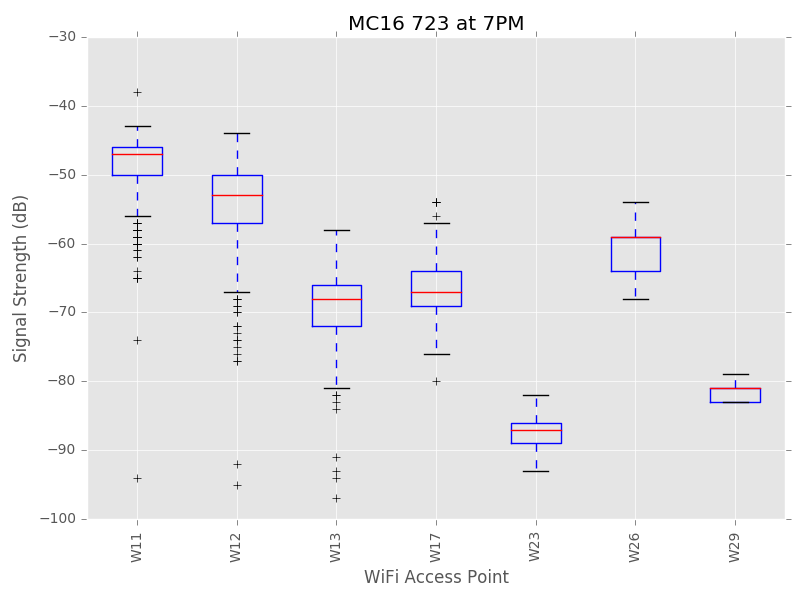 MC16 723 at 7PM
Signal Strength (dB)
−30
−40
−50
−60
−70
−80
−90
−100
W11
W12
W13
W17
W23
W26
W29
WiFi Access Point